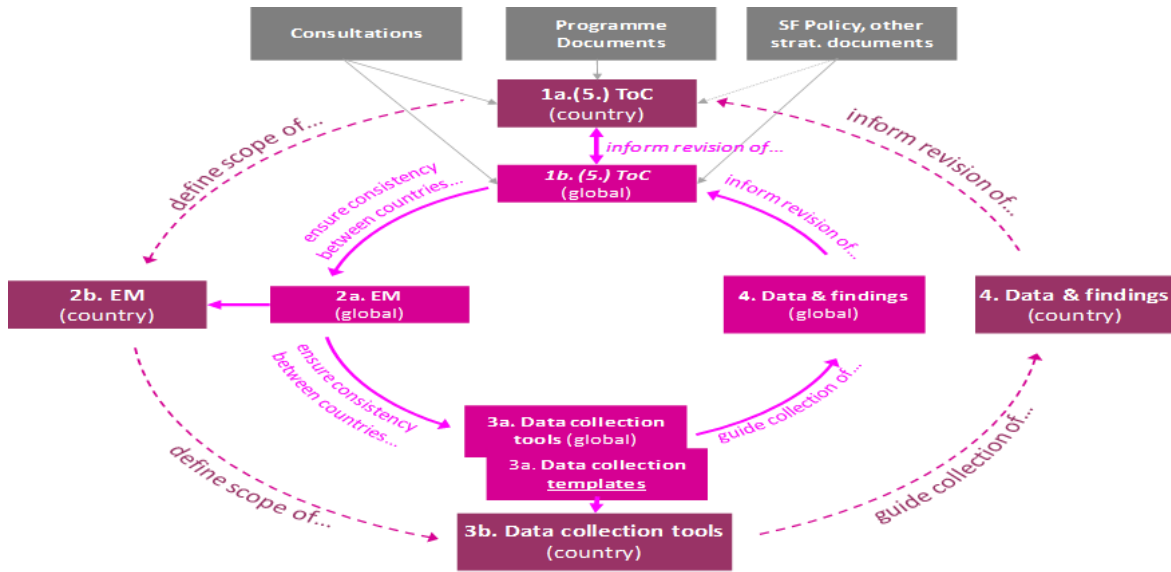 Consultations
Programme
Documents
SF Policy, other
strat. documents
1a.(5.) ToC
(country)
inform revision of...
1b. (5.) ToC
(global)
define scope of...
ensure consistency
between countries...
inform revision of...
inform revision of...
2b. EM
(country)
2a. EM
(global)
4. Data & findings
(global)
4. Data & findings
(country)
ensure consistency
between countries...
guide collection of...
3a. Data collection
tools (global)
3a. Data collection
templates
define scope of...
guide collection of...
3b. Data collection tools
(country)